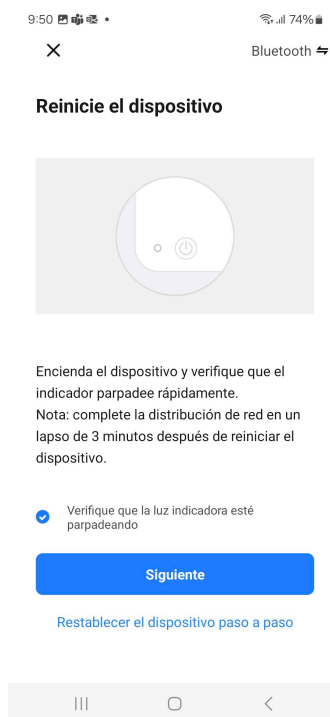 9:50
74%
Bluetooth
Reinicie el dispositivo
Encienda el dispositivo y verifique que el
indicador parpadee rápidamente.
Nota: complete la distribución de red en un
lapso de 3 minutos después de reiniciar el
dispositivo.
Verifique que la luz indicadora esté
parpadeando
Siguiente
Restablecer el dispositivo paso a paso